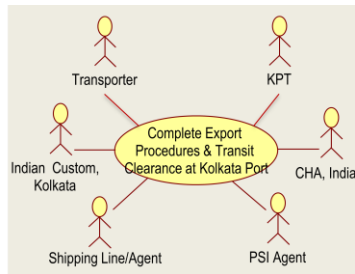 Transporter
KPT
Complete Export
Procedures & Transit
Clearance at Kolkata Port
Indian Custom,
Kolkata
CHA, India
Shipping Line/Agent
PSI Agent